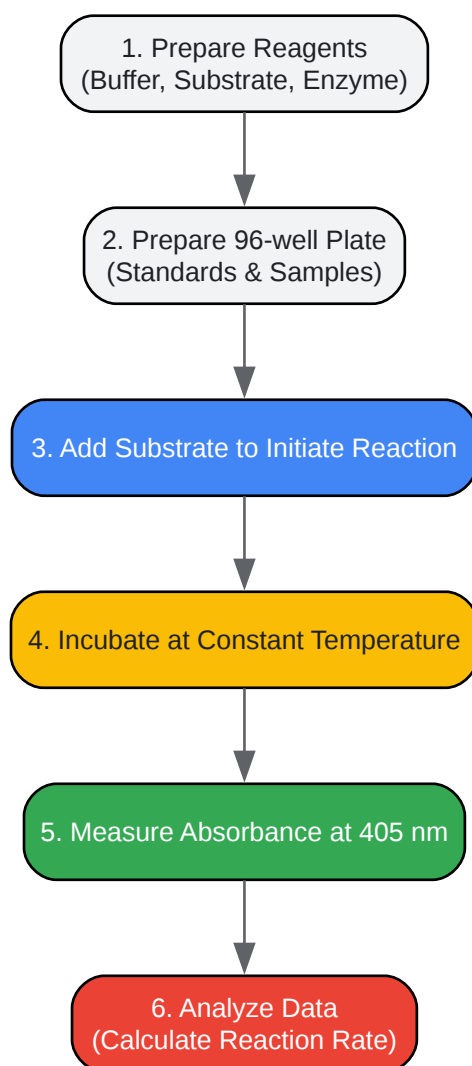 1. Prepare Reagents
(Buffer, Substrate, Enzyme)
2. Prepare 96-well Plate
(Standards & Samples)
3. Add Substrate to Initiate Reaction
4. Incubate at Constant Temperature
5. Measure Absorbance at 405 nm
6. Analyze Data
(Calculate Reaction Rate)